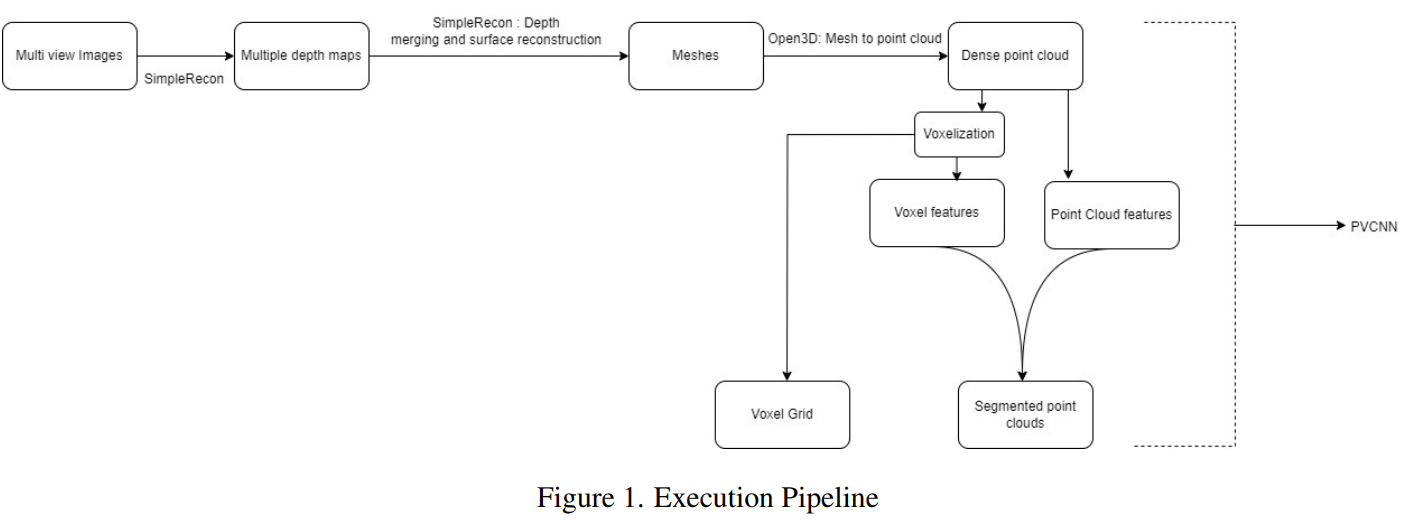 SimpleRecon : Depth
merging and surface reconstruction
Multi view Images
SimpleRecon
Multiple depth maps
Meshes
Open3D: Mesh to point cloud
Dense point cloud
Voxelization
Voxel features
Point Cloud features
PVCNN
Voxel Grid
Segmented point
clouds
Figure 1. Execution Pipeline